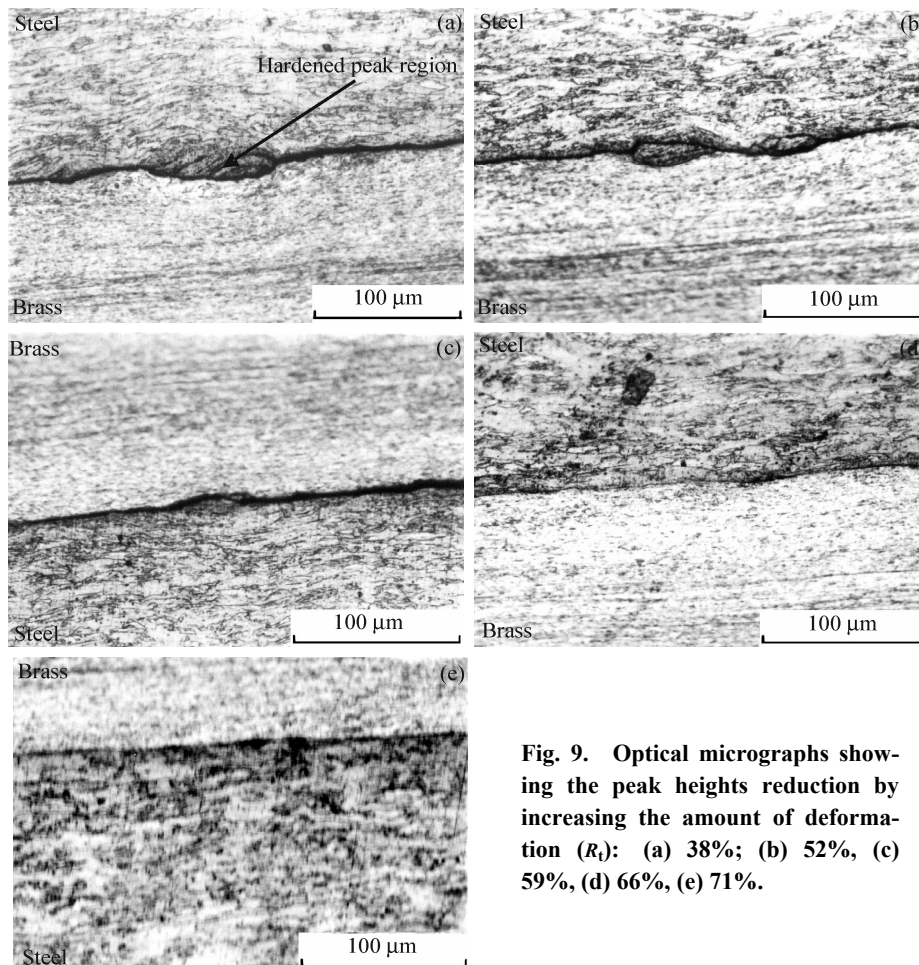 Steel
(a)
Hardened peak region
Brass
100 μm
Steel
(b)
Brass
100 μm
Brass
(c)
Steel
100 μm
Steel
(d)
Brass
100 μm
Brass
(e)
Steel
100 μm
Fig. 9. Optical micrographs show-
ing the peak heights reduction by
increasing the amount of deforma-
tion (Rt): (a) 38%; (b) 52%, (c)
59%, (d) 66%, (e) 71%.